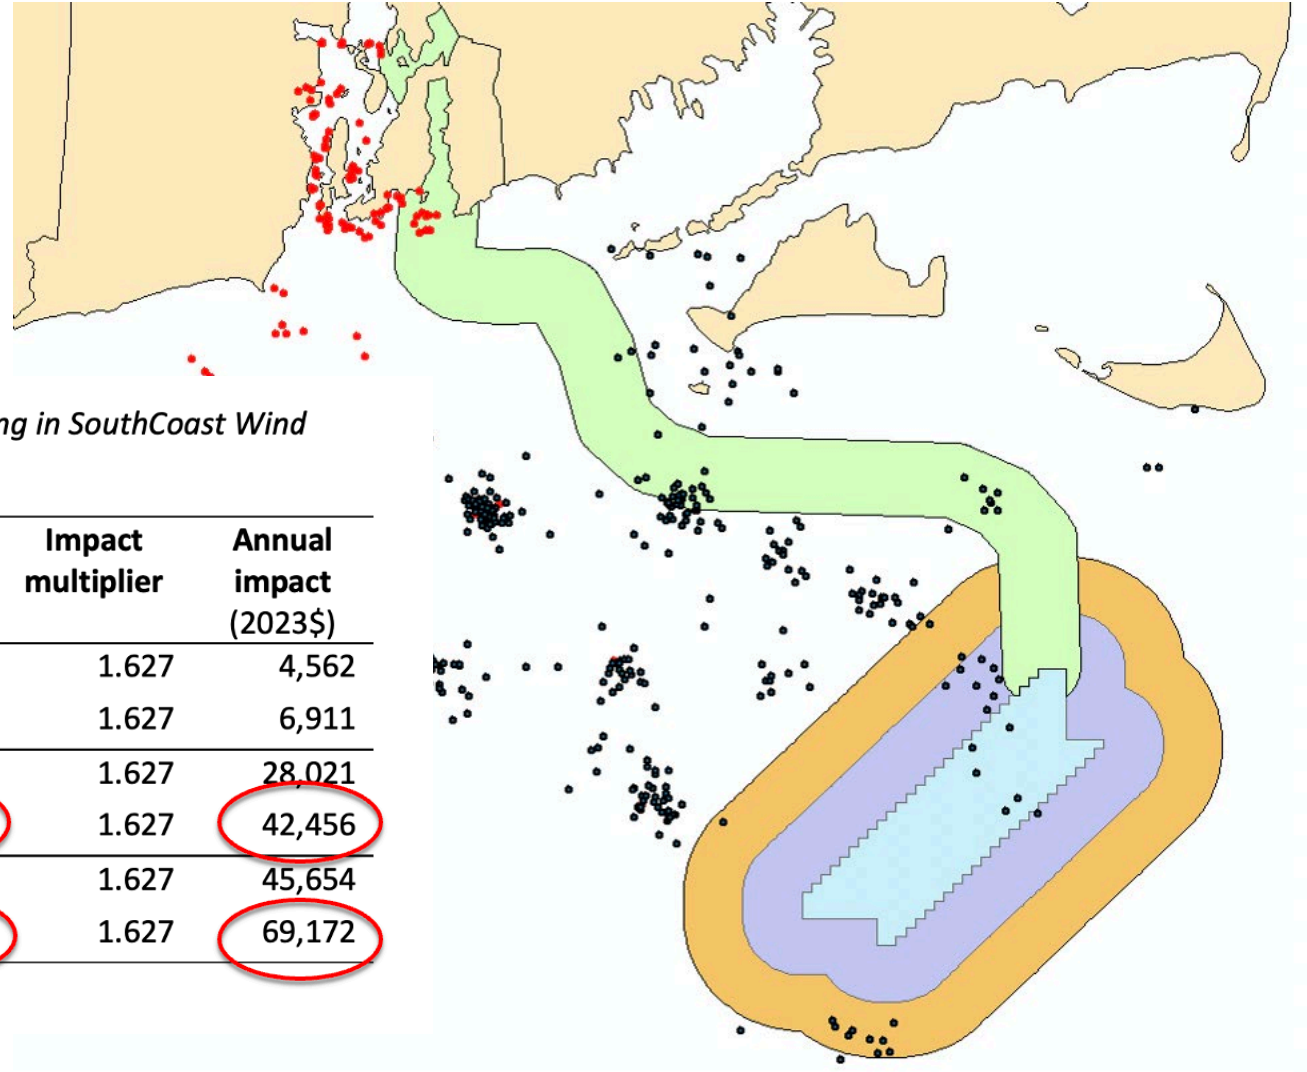 ng in SouthCoast Wind
Impact Annual
multiplier impact
(2023$)
1.627 4,562
1.627 6,911
1.627 28,021
1.627 42,456
1.627 45,654
1.627 69,172